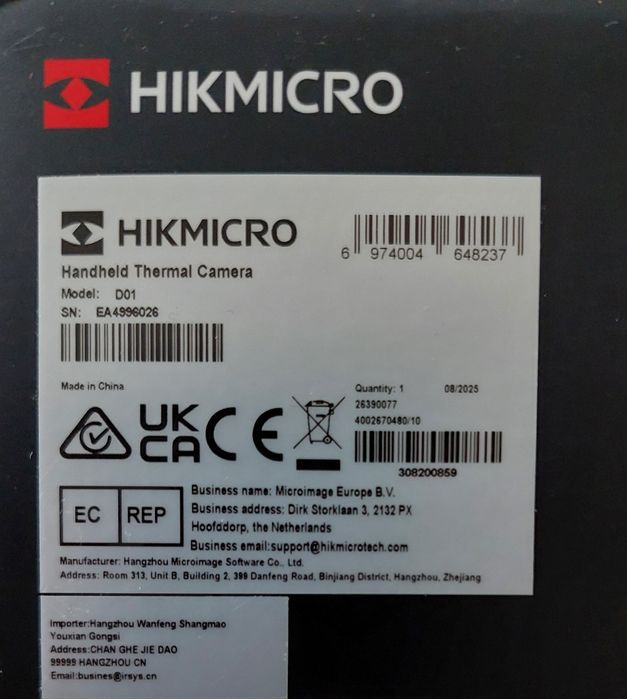 HIKMICRO
HIKMICRO
6 974004 648237
Handheld Thermal Camera
Model: D01
SN: EA4996026
Made in China
Quantity: 1 08/2025
26390077
4002670480/10
UK
CA CE
308200859
EC REP
Business name: Microimage Europe B.V.
Business address: Dirk Storklaan 3, 2132 PX
Hoofddorp, the Netherlands
Business email:support@hikmicrotech.com
Manufacturer: Hangzhou Microimage Software Co., Ltd.
Address: Room 313, Unit B, Building 2, 399 Danfeng Road, Binjiang District, Hangzhou, Zhejiang
Importer:Hangzhou Wanfeng Shangmao
Youxian Gongsi
Address:CHAN GHE JIE DAO
99999 HANGZHOU CN
Email:busines@irsys.cn